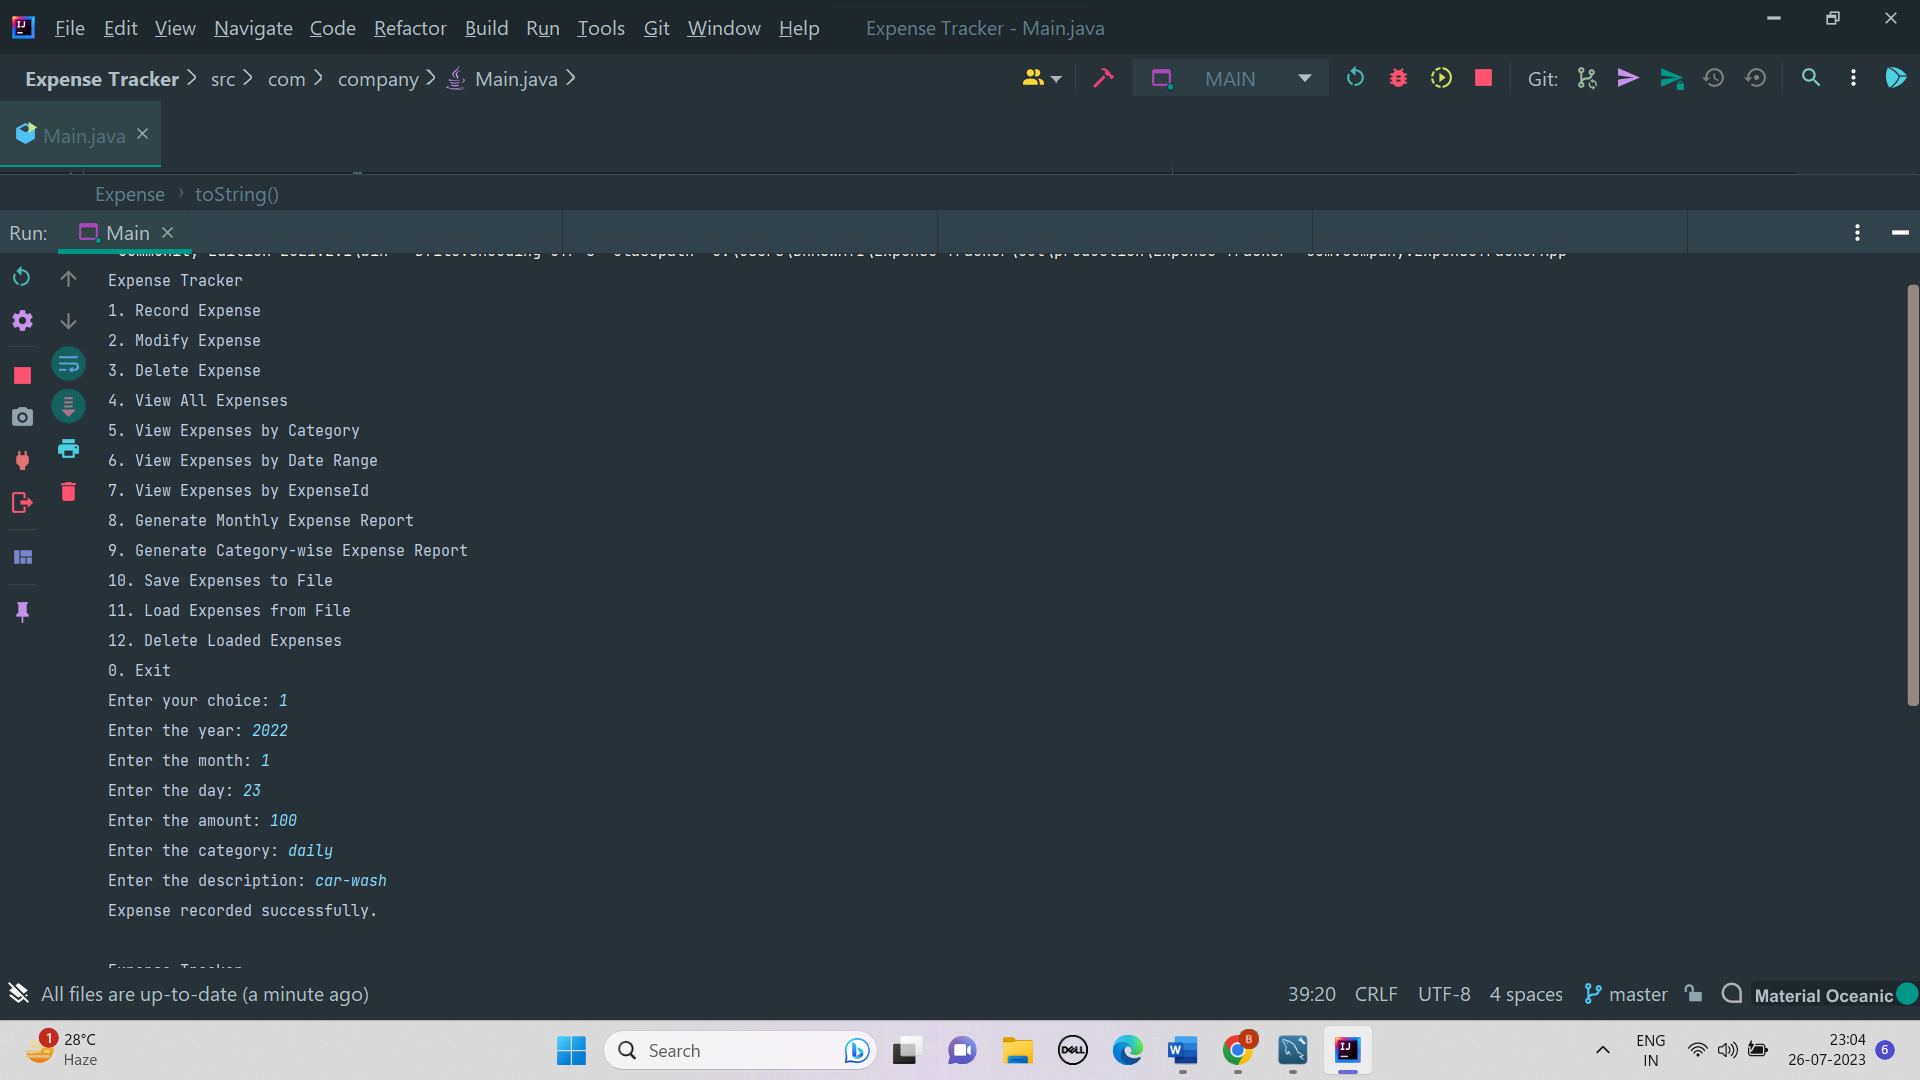 File Edit View Navigate Code Refactor Build Run Tools Git Window Help Expense Tracker - Main.java
Expense Tracker src com company Main.java MAIN Git:
Main.java
Expense toString()
Run: Main
Expense Tracker
1. Record Expense
2. Modify Expense
3. Delete Expense
4. View All Expenses
5. View Expenses by Category
6. View Expenses by Date Range
7. View Expenses by ExpenseId
8. Generate Monthly Expense Report
9. Generate Category-wise Expense Report
10. Save Expenses to File
11. Load Expenses from File
12. Delete Loaded Expenses
0. Exit
Enter your choice: 1
Enter the year: 2022
Enter the month: 1
Enter the day: 23
Enter the amount: 100
Enter the category: daily
Enter the description: car-wash
Expense recorded successfully.
Expense Tracker
All files are up-to-date (a minute ago) 39:20 CRLF UTF-8 4 spaces master Material Oceanic
1 28°C Search DELL W B IJ ENG 23:04
Haze IN 26-07-2023 6